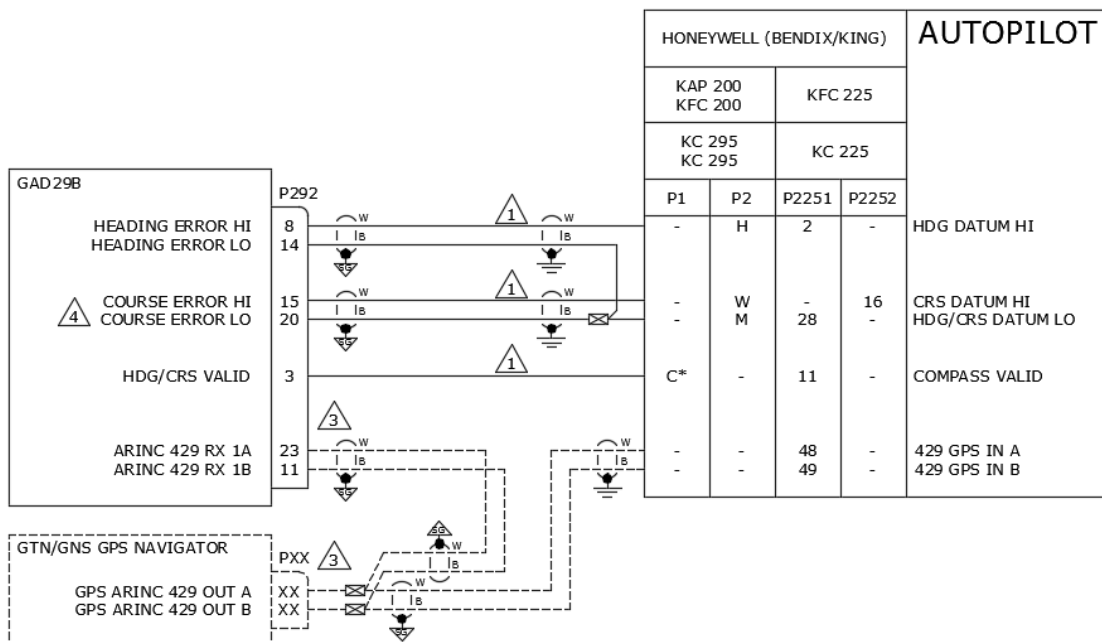 HONEYWELL (BENDIX/KING) AUTOPILOT
KAP 200 KFC 225
KFC 200
KC 295 KC 225
KC 295
GAD 29B
P292 P1 P2 P2251 P2252
HEADING ERROR HI 8 W 1 W - H 2 - HDG DATUM HI
HEADING ERROR LO 14 B B
SG
COURSE ERROR HI 15 W 1 W - W - 16 CRS DATUM HI
4 COURSE ERROR LO 20 B B - M 28 - HDG/CRS DATUM LO
SG
HDG/CRS VALID 3 1 C* - 11 - COMPASS VALID
3
ARINC 429 RX 1A 23 W W - - 48 - 429 GPS IN A
ARINC 429 RX 1B 11 B B - - 49 - 429 GPS IN B
SG
SG
GTN/GNS GPS NAVIGATOR PXX 3 W
B
GPS ARINC 429 OUT A XX W
GPS ARINC 429 OUT B XX B
SG